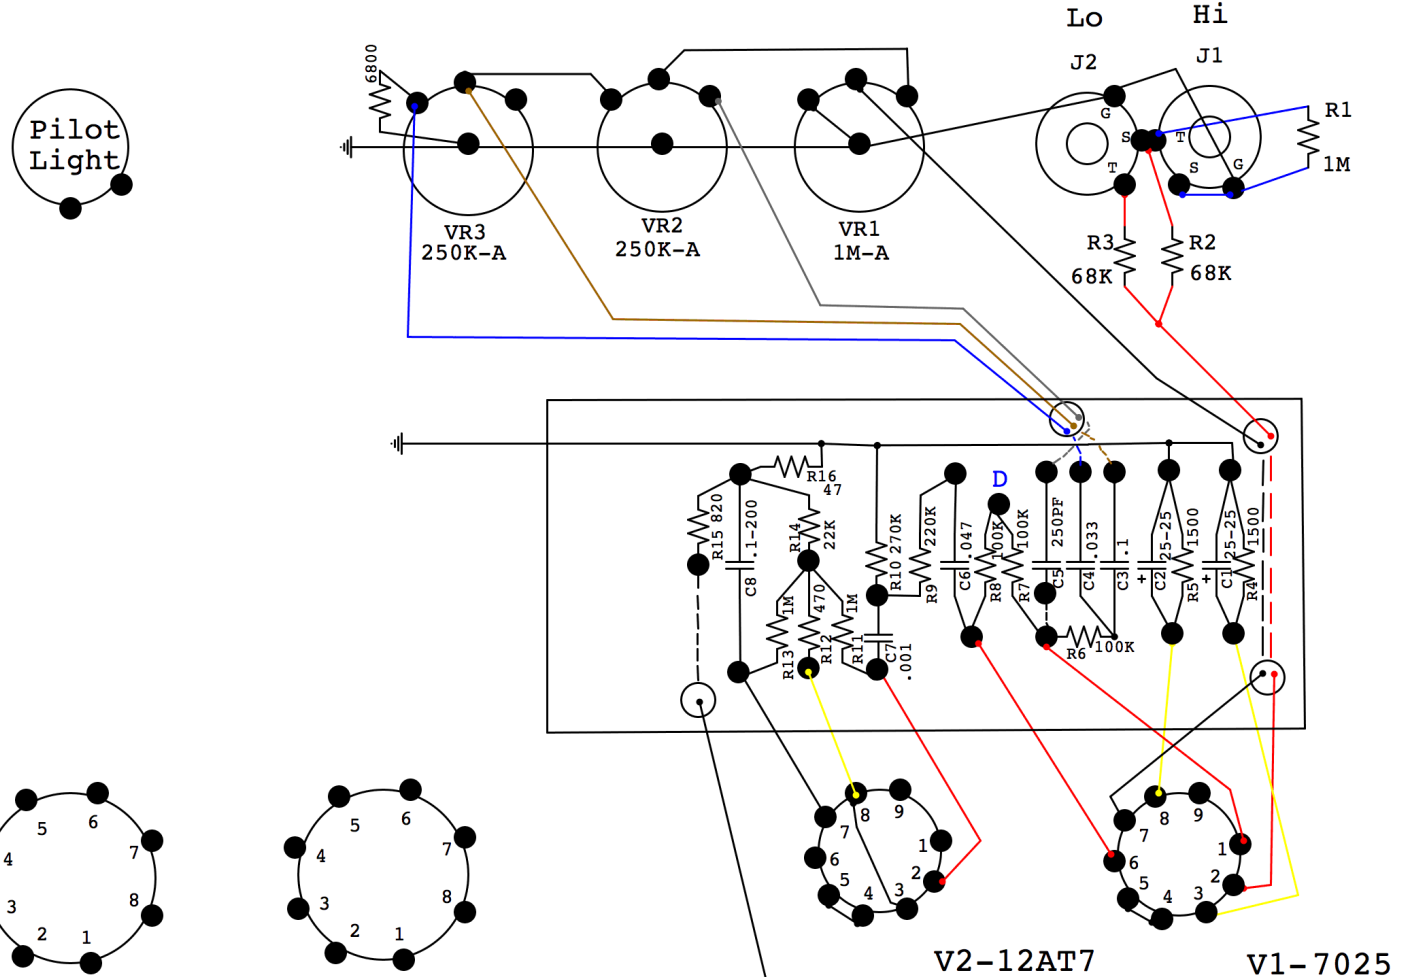 Lo
Hi
J2
J1
6800
Pilot
Light
G
S
T
T
S
G
R1
1M
VR3
250K-A
VR2
250K-A
VR1
1M-A
R3
68K
R2
68K
R16
47
D
R15 820
C8 .1-200
R14 22K
R13 1M
R12 470
R11 1M
R10 270K
C7 .001
R9 220K
C6 .047
R8 100K
R7 100K
C5 250PF
C4 .033
C3 .1
R6 100K
+ C2 25-25
R5 1500
+ C1 25-25
R4 1500
5 6
4 7
3 8
2 1
5 6
4 7
3 8
2 1
8 9
7 1
6 2
5 4 3
8 9
7 1
6 2
5 4 3
V2-12AT7
V1-7025